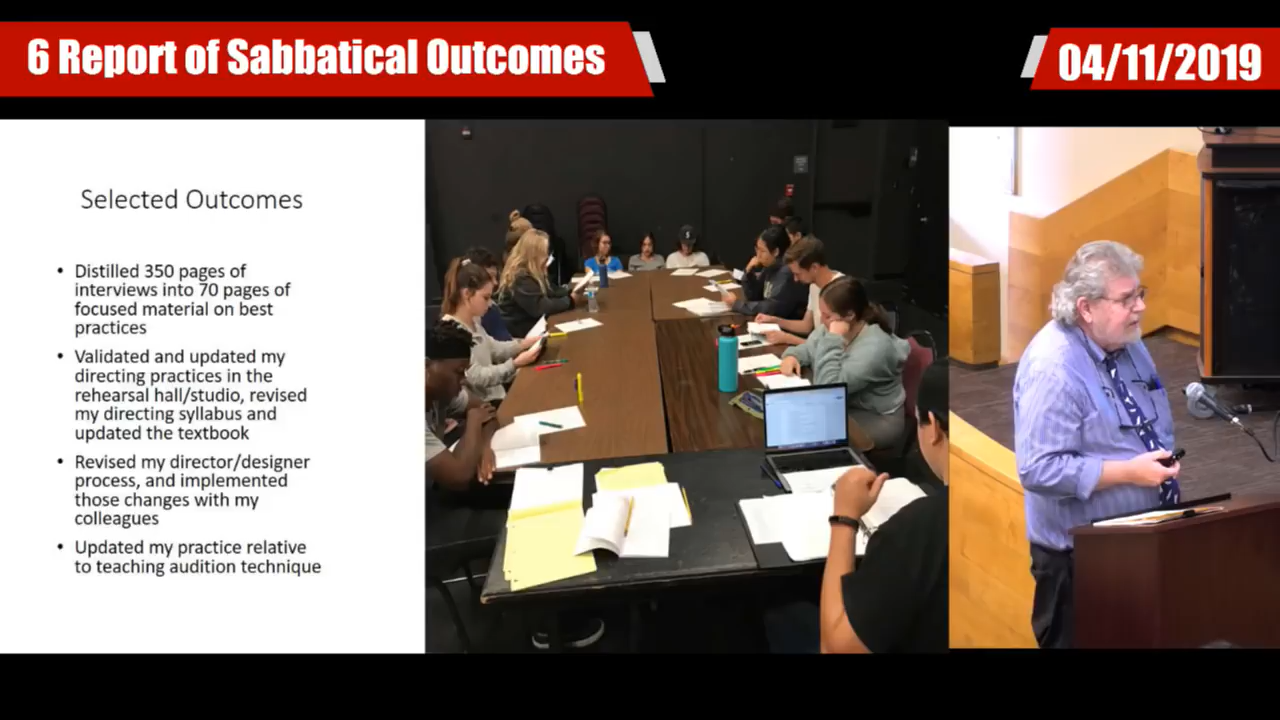 6 Report of Sabbatical Outcomes
04/11/2019
Selected Outcomes
• Distilled 350 pages of
interviews into 70 pages of
focused material on best
practices
• Validated and updated my
directing practices in the
rehearsal hall/studio, revised
my directing syllabus and
updated the textbook
• Revised my director/designer
process, and implemented
those changes with my
colleagues
• Updated my practice relative
to teaching audition technique